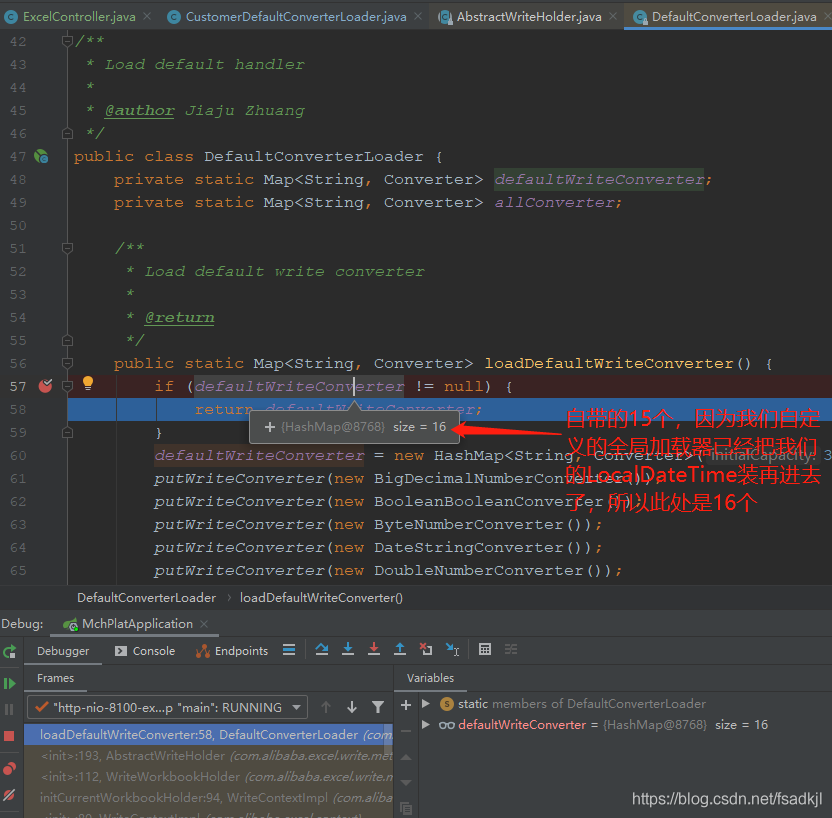 ExcelController.java × CustomerDefaultConverterLoader.java × AbstractWriteHolder.java × DefaultConverterLoader.java ×
42 /**
43 * Load default handler
44 *
45 * @author Jiaju Zhuang
46 */
47 public class DefaultConverterLoader {
48 private static Map<String, Converter> defaultWriteConverter;
49 private static Map<String, Converter> allConverter;
50
51 /**
52 * Load default write converter
53 *
54 * @return
55 */
56 public static Map<String, Converter> loadDefaultWriteConverter() {
57 if (defaultWriteConverter != null) {
58 return defaultWriteConverter;
59 }
+ {HashMap@8768} size = 16
自带的15个，因为我们自定
义的全局加载器已经把我们
的LocalDateTime装再进去
了，所以此处是16个
60 defaultWriteConverter = new HashMap<String, Converter>( initialCapacity: 3
61 putWriteConverter(new BigDecimalNumberConverter());
62 putWriteConverter(new BooleanBooleanConverter());
63 putWriteConverter(new ByteNumberConverter());
64 putWriteConverter(new DateStringConverter());
65 putWriteConverter(new DoubleNumberConverter());
DefaultConverterLoader › loadDefaultWriteConverter()
Debug: MchPlatApplication ×
Debugger Console Endpoints
Frames Variables
"http-nio-8100-ex...p "main": RUNNING
loadDefaultWriteConverter:58, DefaultConverterLoader (com
<init>:193, AbstractWriteHolder (com.alibaba.excel.write.met
<init>:112, WriteWorkbookHolder (com.alibaba.excel.write.n
initCurrentWorkbookHolder:94, WriteContextImpl (com.aliba
static members of DefaultConverterLoader
defaultWriteConverter = {HashMap@8768} size = 16
https://blog.csdn.net/fsadkjl